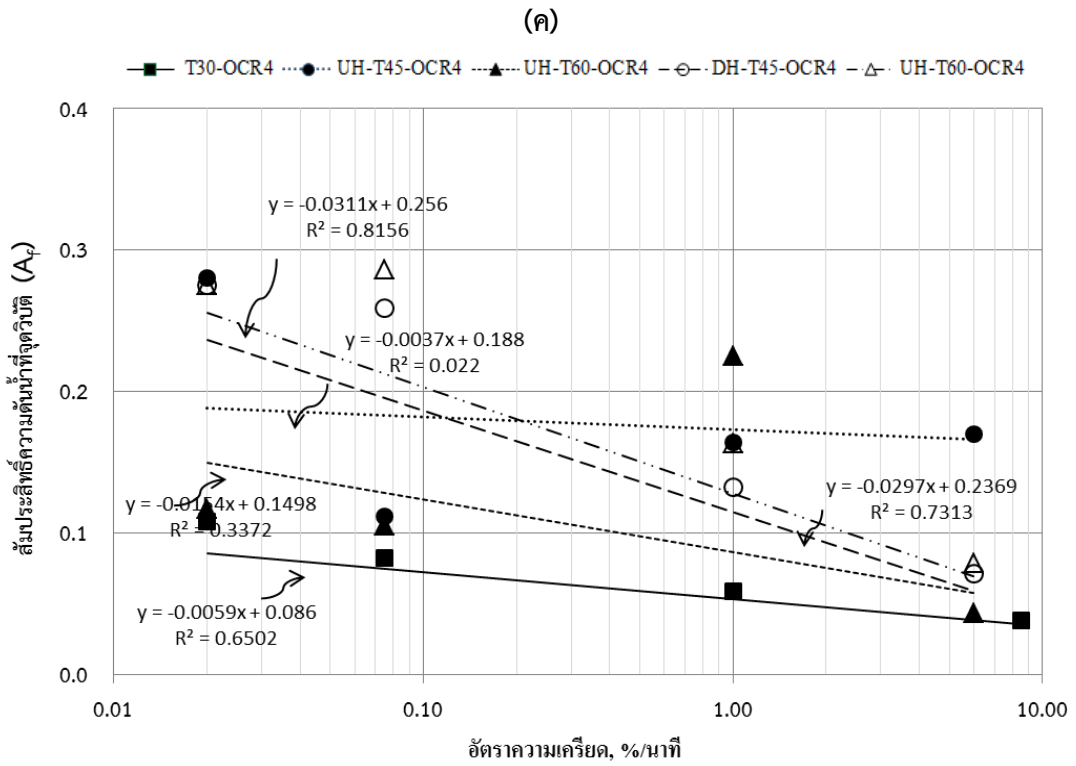 (ค)
T30-OCR4 UH-T45-OCR4 UH-T60-OCR4 DH-T45-OCR4 UH-T60-OCR4
สัมประสิทธิ์ความดันน้ำที่จุดวิบัติ (Af)
0.4
0.3
0.2
0.1
0.0
y = -0.0311x + 0.256
R² = 0.8156
y = -0.0037x + 0.188
R² = 0.022
y = -0.0154x + 0.1498
R² = 0.3372
y = -0.0297x + 0.2369
R² = 0.7313
y = -0.0059x + 0.086
R² = 0.6502
0.01 0.10 1.00 10.00
อัตราความเครียด, %/นาที